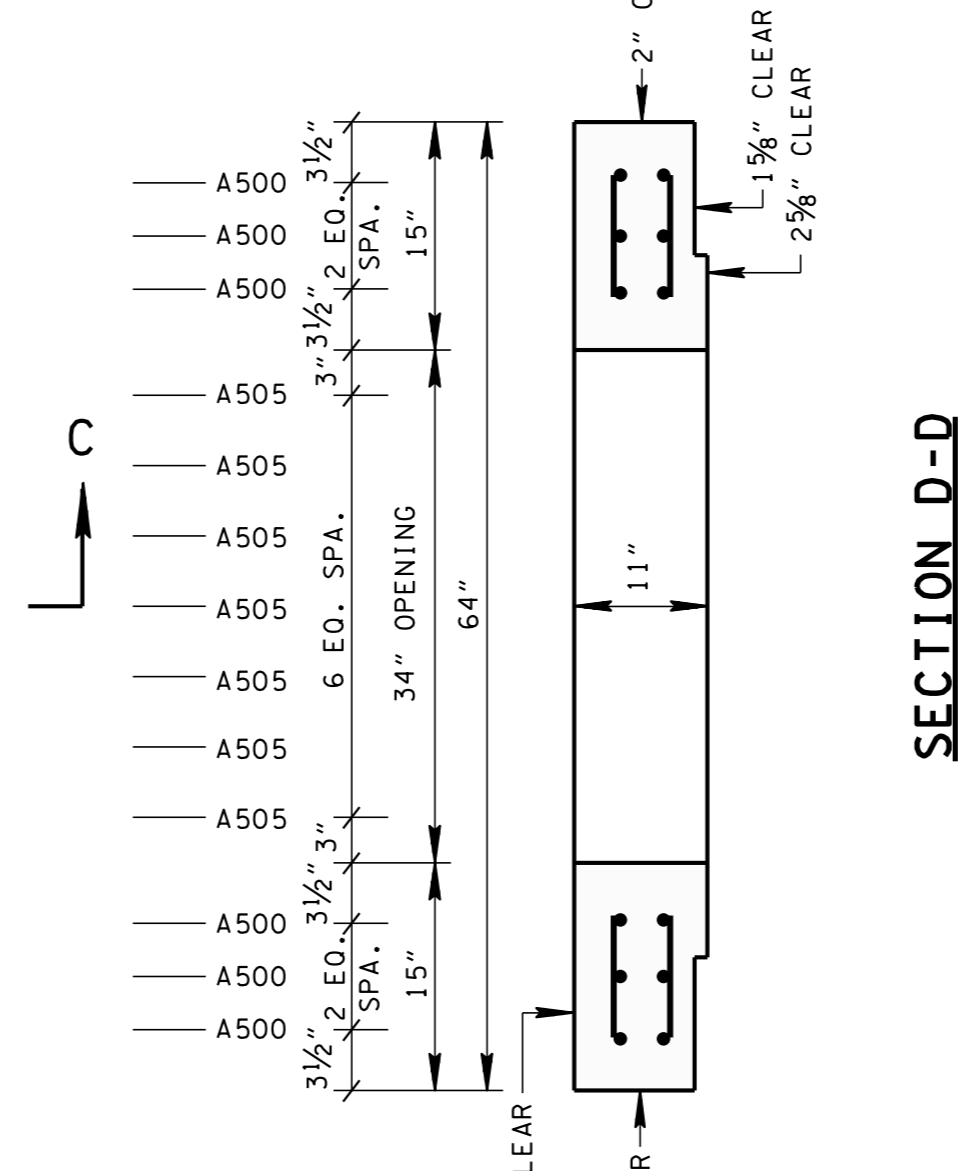 2" C
1⅝" CLEAR
2⅝" CLEAR
3½"
A500
A500
2 EQ.
SPA.
15"
A500
3½"
3"
A505
C
A505
A505
6 EQ. SPA.
34" OPENING
64"
11"
A505
A505
A505
A505
3"
3½"
A500
2 EQ.
SPA.
15"
A500
A500
3½"
LEAR
R
SECTION D-D